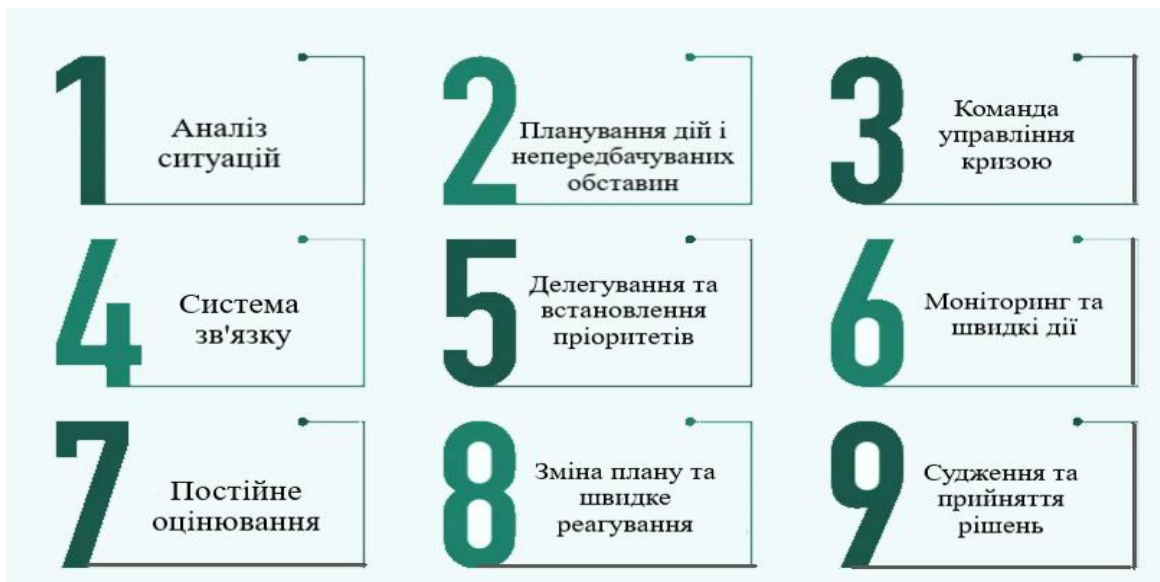 1
Аналіз
ситуацій
2
Планування дій і
непередбачуваних
обставин
3
Команда
управління
кризою
4
Система
зв'язку
5
Делегування та
встановлення
пріоритетів
6
Моніторинг та
швидкі дії
7
Постійне
оцінювання
8
Зміна плану та
швидке
реагування
9
Судження та
прийняття
рішень